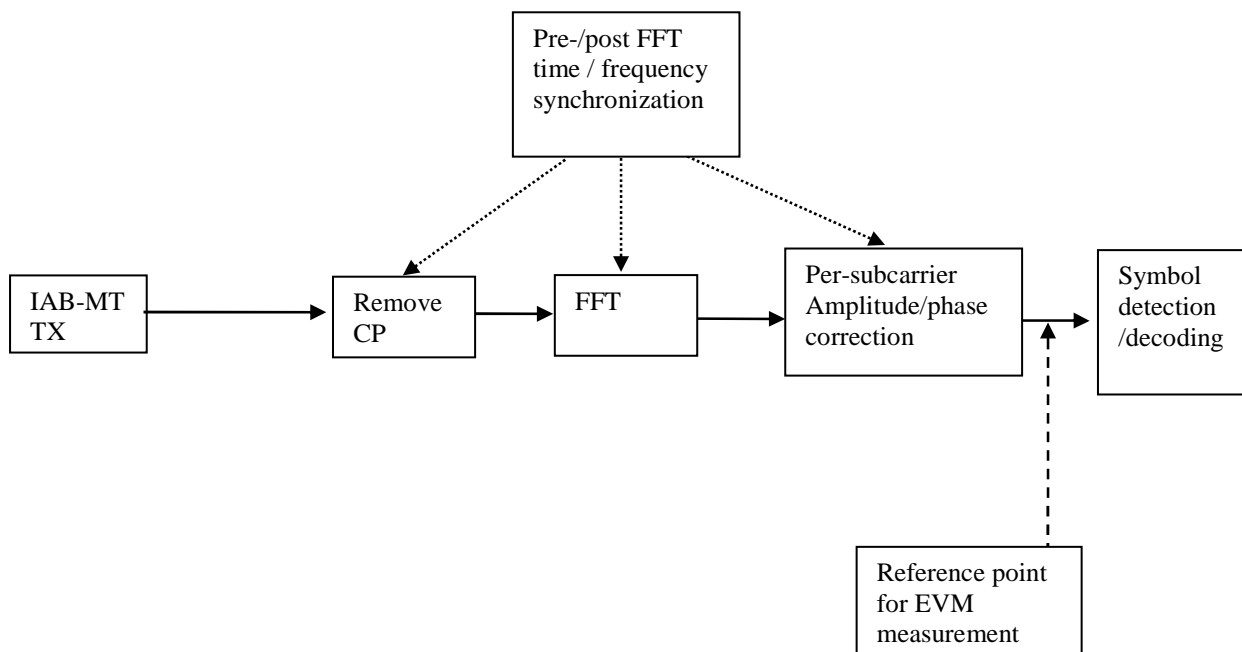 Pre-/post FFT
time / frequency
synchronization
IAB-MT
TX
Remove
CP
FFT
Per-subcarrier
Amplitude/phase
correction
Symbol
detection
/decoding
Reference point
for EVM
measurement